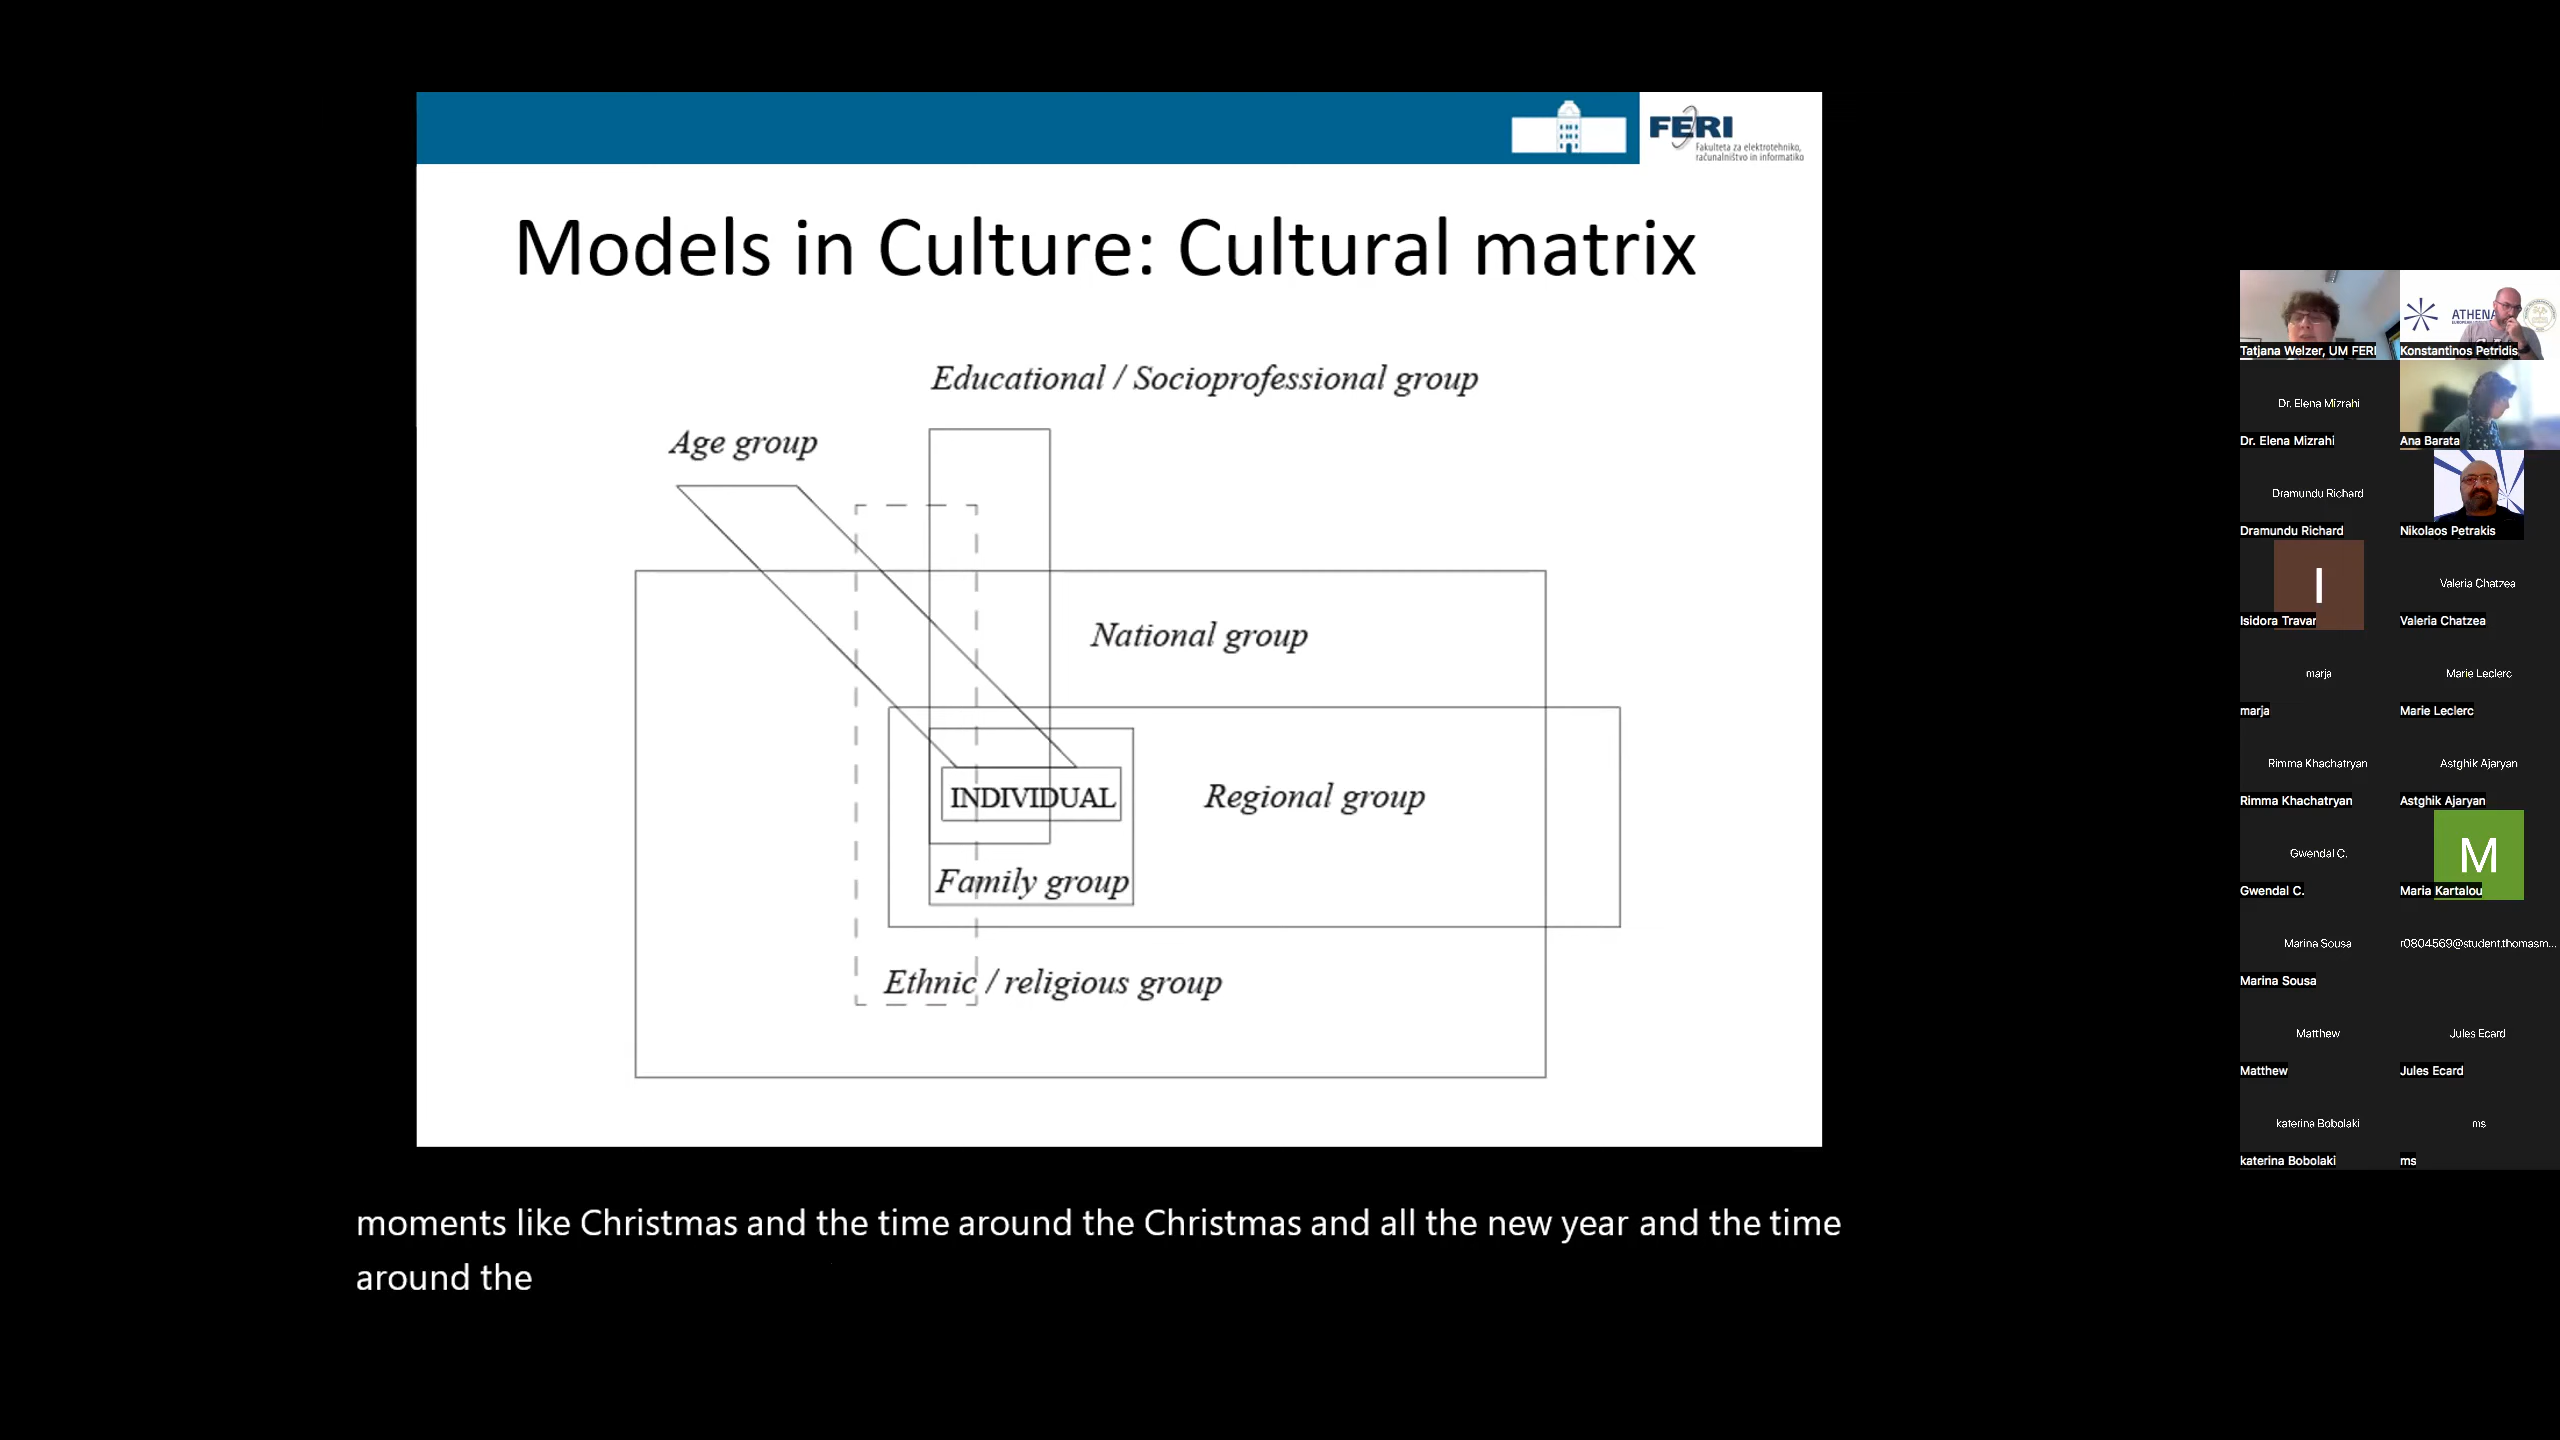 FERI
Fakulteta za elektrotehniko,
računalništvo in informatiko
Models in Culture: Cultural matrix
Educational / Socioprofessional group
Age group
National group
INDIVIDUAL
Regional group
Family group
Ethnic / religious group
moments like Christmas and the time around the Christmas and all the new year and the time
around the
Tatjana Welzer, UM FERI
ATHENA
Konstantinos Petridis
Dr. Elena Mizrahi
Dr. Elena Mizrahi
Ana Barata
Dramundu Richard
Dramundu Richard
Nikolaos Petrakis
I
Isidora Travar
Valeria Chatzea
Valeria Chatzea
marja
marja
Marie Leclerc
Marie Leclerc
Rimma Khachatryan
Rimma Khachatryan
Astghik Ajaryan
Astghik Ajaryan
Gwendal C.
Gwendal C.
M
Maria Kartalou
Marina Sousa
Marina Sousa
r0804569@student.thomasm...
Matthew
Matthew
Jules Ecard
Jules Ecard
katerina Bobolaki
katerina Bobolaki
ms
ms